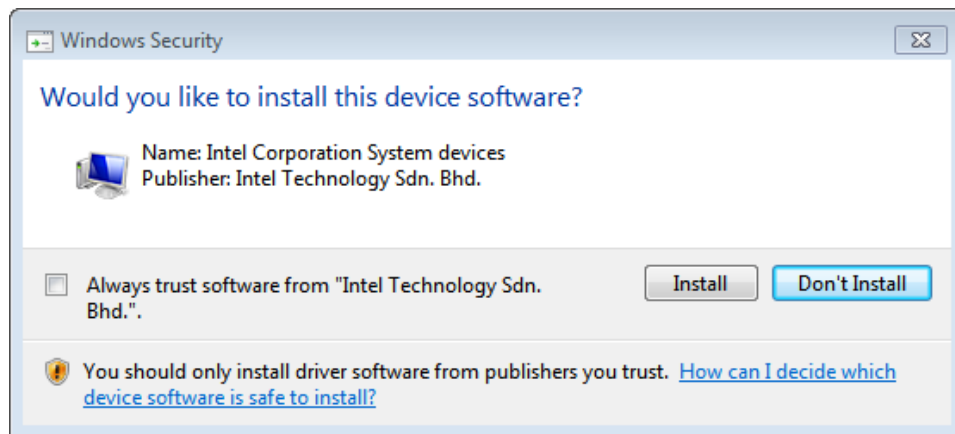 Windows Security
Would you like to install this device software?
Name: Intel Corporation System devices
Publisher: Intel Technology Sdn. Bhd.
Always trust software from "Intel Technology Sdn.
Bhd.".
Install
Don't Install
You should only install driver software from publishers you trust. How can I decide which
device software is safe to install?